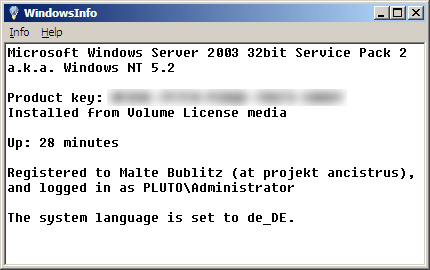 WindowsInfo
Info Help
Microsoft Windows Server 2003 32bit Service Pack 2
a.k.a. Windows NT 5.2
Product key:
Installed from Volume License media
Up: 28 minutes
Registered to Malte Bublitz (at projekt ancistrus),
and logged in as PLUTO\Administrator
The system language is set to de_DE.